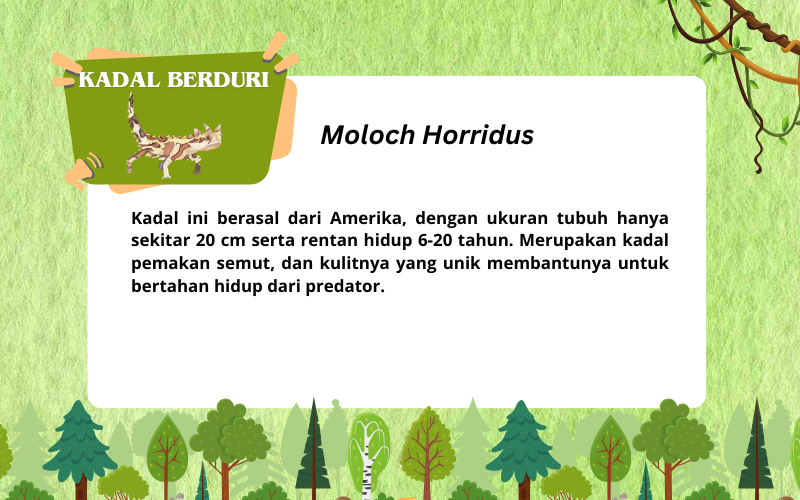 KADAL BERDURI
Moloch Horridus
Kadal ini berasal dari Amerika, dengan ukuran tubuh hanya
sekitar 20 cm serta rentan hidup 6-20 tahun. Merupakan kadal
pemakan semut, dan kulitnya yang unik membantunya untuk
bertahan hidup dari predator.